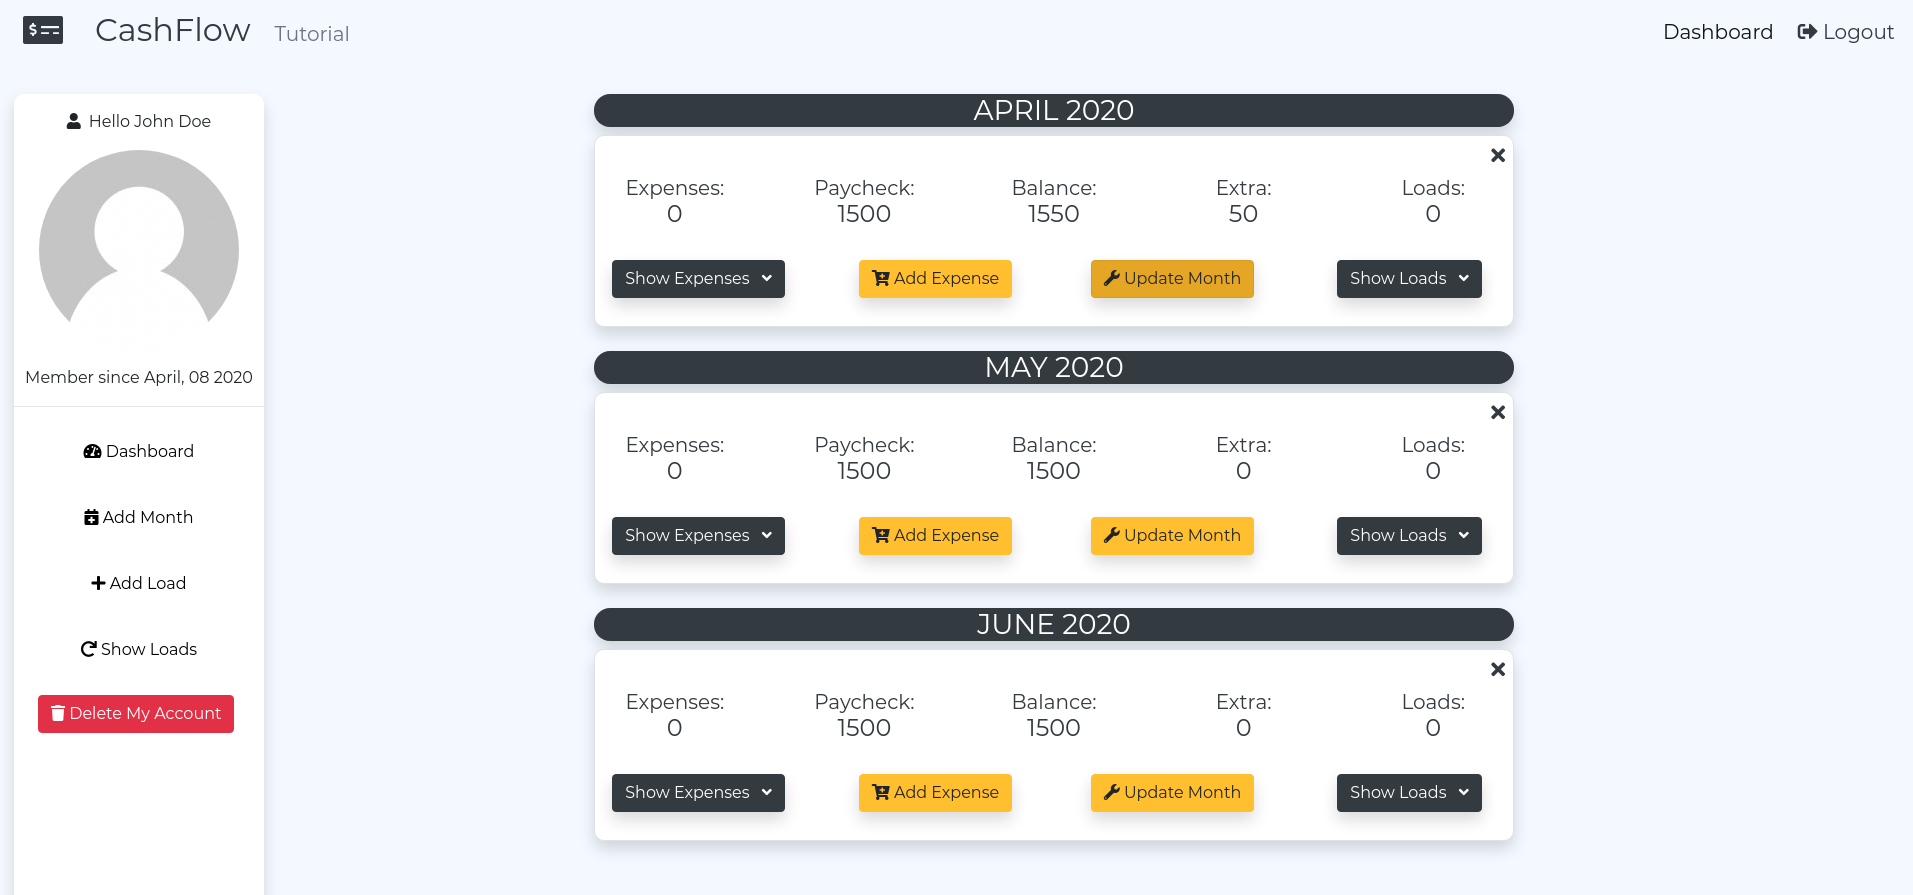 CashFlow Tutorial Dashboard Logout
Hello John Doe
Member since April, 08 2020
Dashboard
Add Month
Add Load
Show Loads
Delete My Account
APRIL 2020
Expenses: Paycheck: Balance: Extra: Loads:
0 1500 1550 50 0
Show Expenses Add Expense Update Month Show Loads
MAY 2020
Expenses: Paycheck: Balance: Extra: Loads:
0 1500 1500 0 0
Show Expenses Add Expense Update Month Show Loads
JUNE 2020
Expenses: Paycheck: Balance: Extra: Loads:
0 1500 1500 0 0
Show Expenses Add Expense Update Month Show Loads